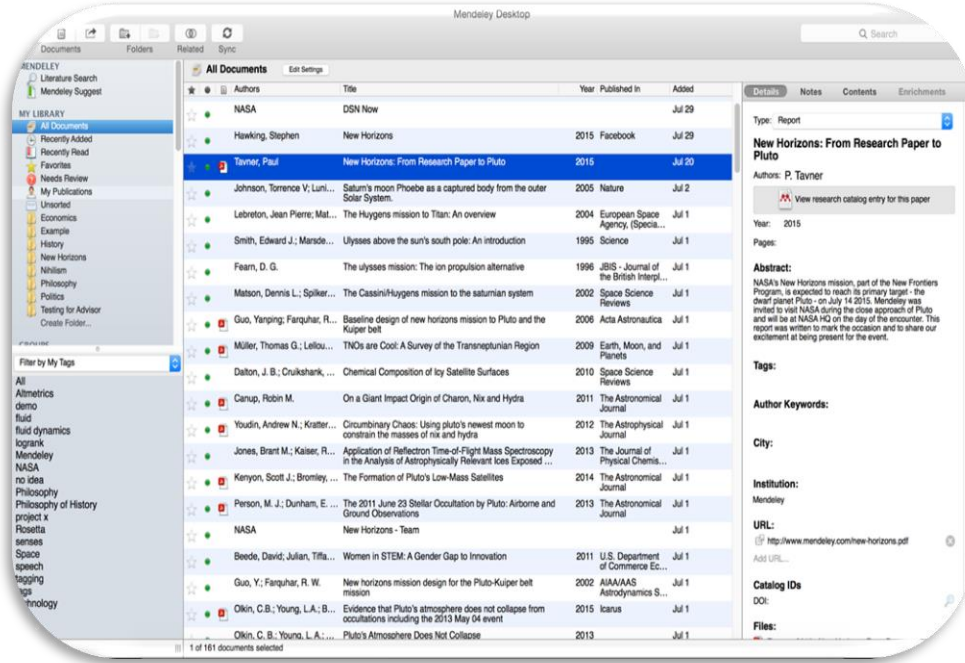 Mendeley Desktop
Documents Folders Related Sync
Search
MENDELEY
Literature Search
Mendeley Suggest
MY LIBRARY
All Documents
Recently Added
Recently Read
Favorites
Needs Review
My Publications
Unsorted
Economics
Example
History
New Horizons
Nihilism
Philosophy
Politics
Testing for Advisor
Create Folder...
GROUPS
Filter by My Tags
All
Altmetrics
demo
fluid
fluid dynamics
logrank
Mendeley
NASA
no idea
Philosophy
Philosophy of History
project x
Rosetta
senses
Space
speech
tagging
All Documents Edit Settings
Authors Title Year Published In Added
NASA DSN Now Jul 29
Hawking, Stephen New Horizons 2015 Facebook Jul 29
Tavner, Paul New Horizons: From Research Paper to Pluto 2015 Jul 20
Johnson, Torrence V; Luni... Saturn's moon Phoebe as a captured body from the outer 2005 Nature Jul 2
Solar System.
Lebreton, Jean Pierre; Mat... The Huygens mission to Titan: An overview 2004 European Space Jul 1
Agency, (Specia...
Smith, Edward J.; Marsde... Ulysses above the sun's south pole: An introduction 1995 Science Jul 1
Fearn, D. G. The ulysses mission: The ion propulsion alternative 1996 JBIS - Journal of Jul 1
the British Interpl...
Matson, Dennis L.; Spilker... The Cassini/Huygens mission to the saturnian system 2002 Space Science Jul 1
Reviews
Guo, Yanping; Farquhar, R... Baseline design of new horizons mission to Pluto and the 2006 Acta Astronautica Jul 1
Kuiper belt
Müller, Thomas G.; Lellou... TNOs are Cool: A Survey of the Transneptunian Region 2009 Earth, Moon, and Jul 1
Planets
Dalton, J. B.; Cruikshank, ... Chemical Composition of Icy Satellite Surfaces 2010 Space Science Jul 1
Reviews
Canup, Robin M. On a Giant Impact Origin of Charon, Nix and Hydra 2011 The Astronomical Jul 1
Journal
Youdin, Andrew N.; Kratter... Circumbinary Chaos: Using pluto's newest moon to 2012 The Astrophysical Jul 1
constrain the masses of nix and hydra Journal
Jones, Brant M.; Kaiser, R... Application of Reflectron Time-of-Flight Mass Spectroscopy 2013 The Journal of Jul 1
in the Analysis of Astrophysically Relevant Ices Exposed ... Physical Chemis...
Kenyon, Scott J.; Bromley, ... The Formation of Pluto's Low-Mass Satellites 2014 The Astronomical Jul 1
Journal
Person, M. J.; Dunham, E. ... The 2011 June 23 Stellar Occultation by Pluto: Airborne and 2013 The Astronomical Jul 1
Ground Observations Journal
NASA New Horizons - Team Jul 1
Beede, David; Julian, Tiffa... Women in STEM: A Gender Gap to Innovation 2011 U.S. Department Jul 1
of Commerce Ec...
Guo, Y.; Farquhar, R. W. New horizons mission design for the Pluto-Kuiper belt 2002 AIAA/AAS Jul 1
mission Astrodynamics S...
Olkin, C.B.; Young, L.A.; B... Evidence that Pluto's atmosphere does not collapse from 2015 Icarus Jul 1
occultations including the 2013 May 04 event
Olkin, C. B.; Young, L. A.; ... Pluto's Atmosphere Does Not Collapse 2013 Jul 1
1 of 161 documents selected
Details Notes Contents Enrichments
Type: Report
New Horizons: From Research Paper to
Pluto
Authors: P. Tavner
View research catalog entry for this paper
Year: 2015
Pages:
Abstract:
NASA's New Horizons mission, part of the New Frontiers
Program, is expected to reach its primary target - the
dwarf planet Pluto - on July 14 2015. Mendeley was
invited to visit NASA during the close approach of Pluto
and will be at NASA HQ on the day of the encounter. This
report was written to mark the occasion and to share our
excitement at being present for the event.
Tags:
Author Keywords:
City:
Institution:
Mendeley
URL:
http://www.mendeley.com/new-horizons.pdf
Add URL...
Catalog IDs
DOI:
Files: